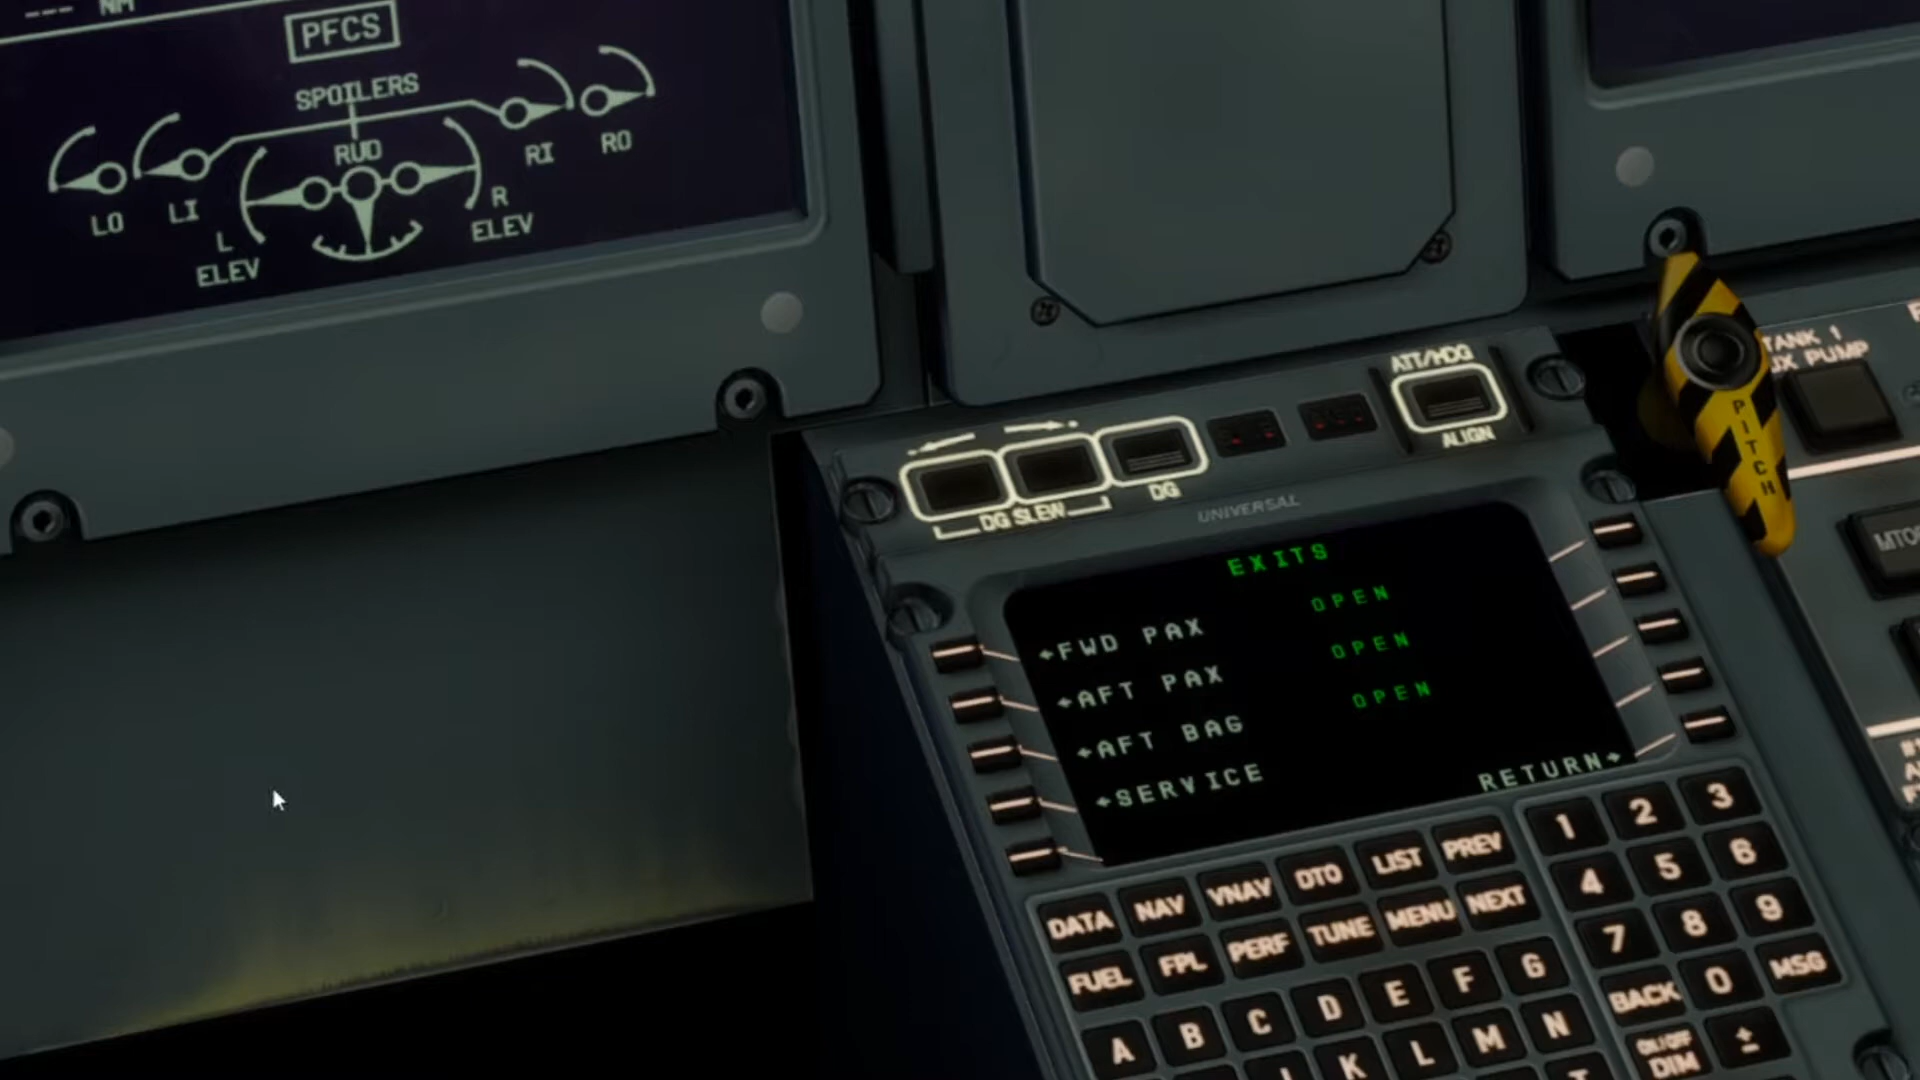 --- NM
PFCS
SPOILERS
RUD
LO LI RI RO
L
ELEV
R
ELEV
ATT/HDG
ALIGN
DG SLEW
DG
UNIVERSAL
TANK 1
UX PUMP
PITCH
EXITS
←FWD PAX OPEN
←AFT PAX OPEN
←AFT BAG OPEN
←SERVICE
RETURN→
DATA NAV VNAV DTO LIST PREV
FUEL FPL PERF TUNE MENU NEXT
1 2 3
4 5 6
7 8 9
BACK 0 MSG
ON/OFF
DIM ±
A B C D E F G
K L M N